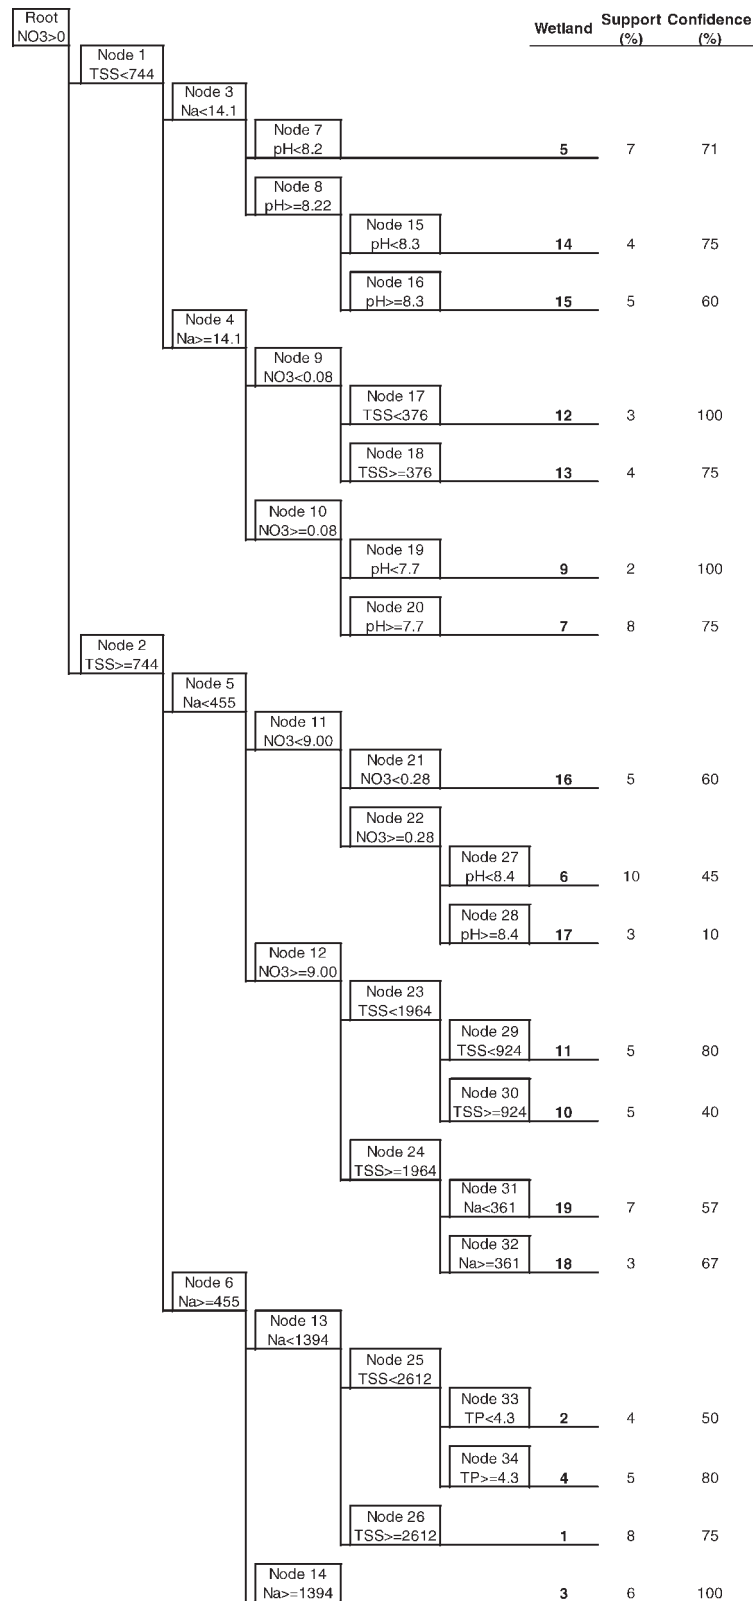 Root
NO3>0
Wetland Support Confidence
(%) (%)
Node 1
TSS<744
Node 3
Na<14.1
Node 7
pH<8.2 5 7 71
Node 8
pH>=8.22
Node 15
pH<8.3 14 4 75
Node 16
pH>=8.3 15 5 60
Node 4
Na>=14.1
Node 9
NO3<0.08
Node 17
TSS<376 12 3 100
Node 18
TSS>=376 13 4 75
Node 10
NO3>=0.08
Node 19
pH<7.7 9 2 100
Node 20
pH>=7.7 7 8 75
Node 2
TSS>=744
Node 5
Na<455
Node 11
NO3<9.00
Node 21
NO3<0.28 16 5 60
Node 22
NO3>=0.28
Node 27
pH<8.4 6 10 45
Node 28
pH>=8.4 17 3 10
Node 12
NO3>=9.00
Node 23
TSS<1964
Node 29
TSS<924 11 5 80
Node 30
TSS>=924 10 5 40
Node 24
TSS>=1964
Node 31
Na<361 19 7 57
Node 32
Na>=361 18 3 67
Node 6
Na>=455
Node 13
Na<1394
Node 25
TSS<2612
Node 33
TP<4.3 2 4 50
Node 34
TP>=4.3 4 5 80
Node 26
TSS>=2612 1 8 75
Node 14
Na>=1394 3 6 100